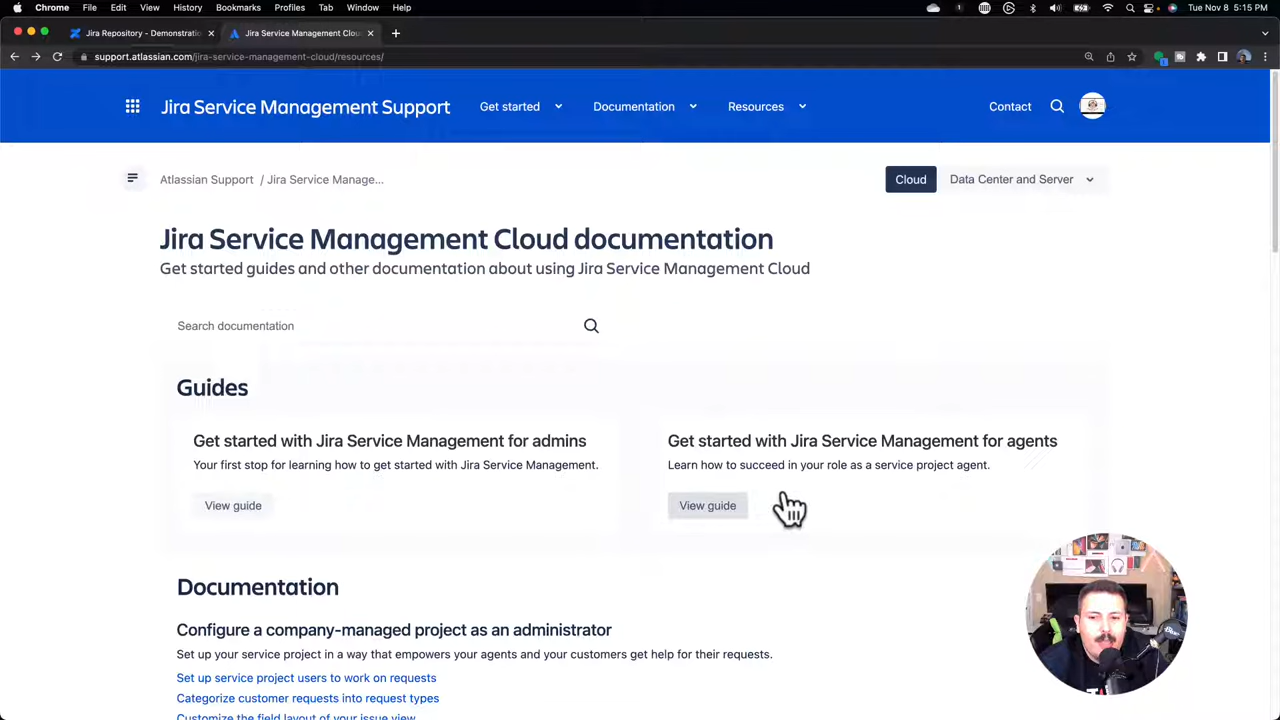 Chrome File Edit View History Bookmarks Profiles Tab Window Help
Tue Nov 8 5:15 PM
Jira Repository - Demonstratio
Jira Service Management Clou
support.atlassian.com/jira-service-management-cloud/resources/
Jira Service Management Support
Get started
Documentation
Resources
Contact
Atlassian Support / Jira Service Manage...
Cloud
Data Center and Server
Jira Service Management Cloud documentation
Get started guides and other documentation about using Jira Service Management Cloud
Search documentation
Guides
Get started with Jira Service Management for admins
Your first stop for learning how to get started with Jira Service Management.
View guide
Get started with Jira Service Management for agents
Learn how to succeed in your role as a service project agent.
View guide
Documentation
Configure a company-managed project as an administrator
Set up your service project in a way that empowers your agents and your customers get help for their requests.
Set up service project users to work on requests
Categorize customer requests into request types
Customize the field layout of your issue view